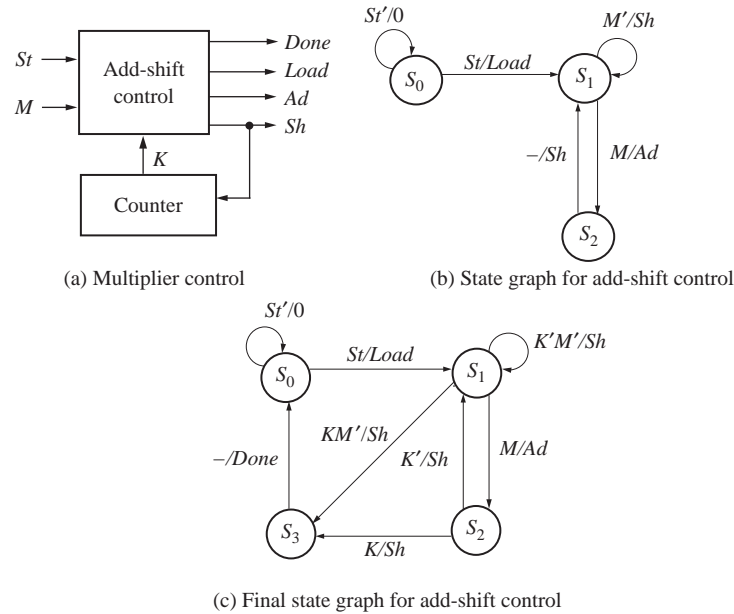 St
M
Add-shift
control
Done
Load
Ad
Sh
K
Counter
(a) Multiplier control
St′/0
S0
St/Load
S1
M′/Sh
–/Sh
M/Ad
S2
(b) State graph for add-shift control
St′/0
S0
St/Load
S1
K′M′/Sh
KM′/Sh
K′/Sh
M/Ad
–/Done
S3
K/Sh
S2
(c) Final state graph for add-shift control